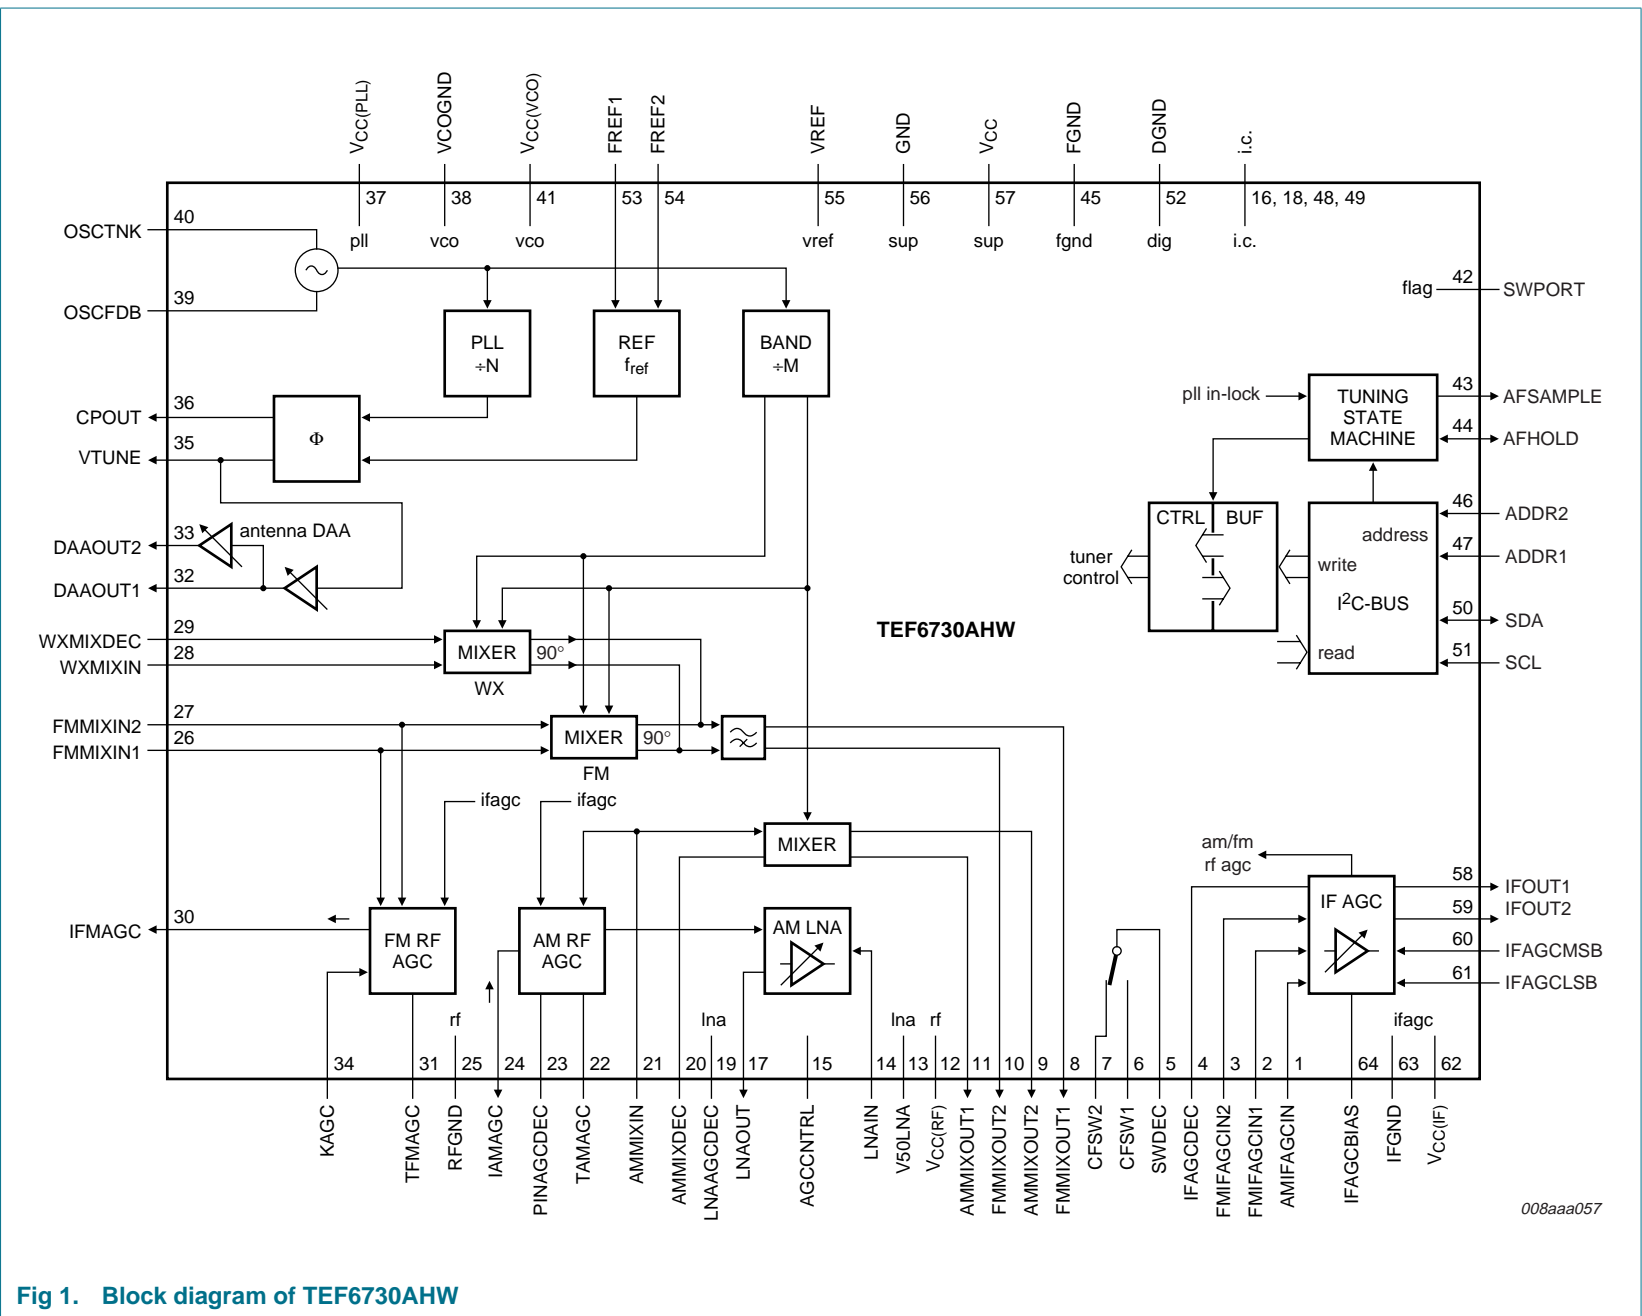 VCC(PLL) VCOGND VCC(VCO) FREF1 FREF2 VREF GND VCC FGND DGND i.c.
37 38 41 53 54 55 56 57 45 52 16, 18, 48, 49
pll vco vco vref sup sup fgnd dig i.c.
OSCTNK 40
OSCFDB 39
flag 42 SWPORT
PLL ÷N
REF fref
BAND ÷M
CPOUT 36
VTUNE 35
Φ
pll in-lock
TUNING STATE MACHINE
43 AFSAMPLE
44 AFHOLD
DAAOUT2 33
antenna DAA
DAAOUT1 32
tuner control
CTRL BUF
address
write
I2C-BUS
read
46 ADDR2
47 ADDR1
50 SDA
51 SCL
TEF6730AHW
WXMIXDEC 29
WXMIXIN 28
MIXER 90°
WX
FMMIXIN2 27
FMMIXIN1 26
MIXER 90°
FM
ifagc
ifagc
MIXER
am/fm
rf agc
IFMAGC 30
FM RF AGC
AM RF AGC
AM LNA
IF AGC
58 IFOUT1
59 IFOUT2
60 IFAGCMSB
61 IFAGCLSB
rf lna lna rf ifagc
34 31 25 24 23 22 21 20 19 17 15 14 13 12 11 10 9 8 7 6 5 4 3 2 1 64 63 62
KAGC TFMAGC RFGND IAMAGC PINAGCDEC TAMAGC AMMIXIN AMMIXDEC LNAAGCDEC LNAOUT AGCCNTRL LNAIN V50LNA VCC(RF) AMMIXOUT1 FMMIXOUT2 AMMIXOUT2 FMMIXOUT1 CFSW2 CFSW1 SWDEC IFAGCDEC FMIFAGCIN2 FMIFAGCIN1 AMIFAGCIN IFAGCBIAS IFGND VCC(IF)
008aaa057
Fig 1. Block diagram of TEF6730AHW